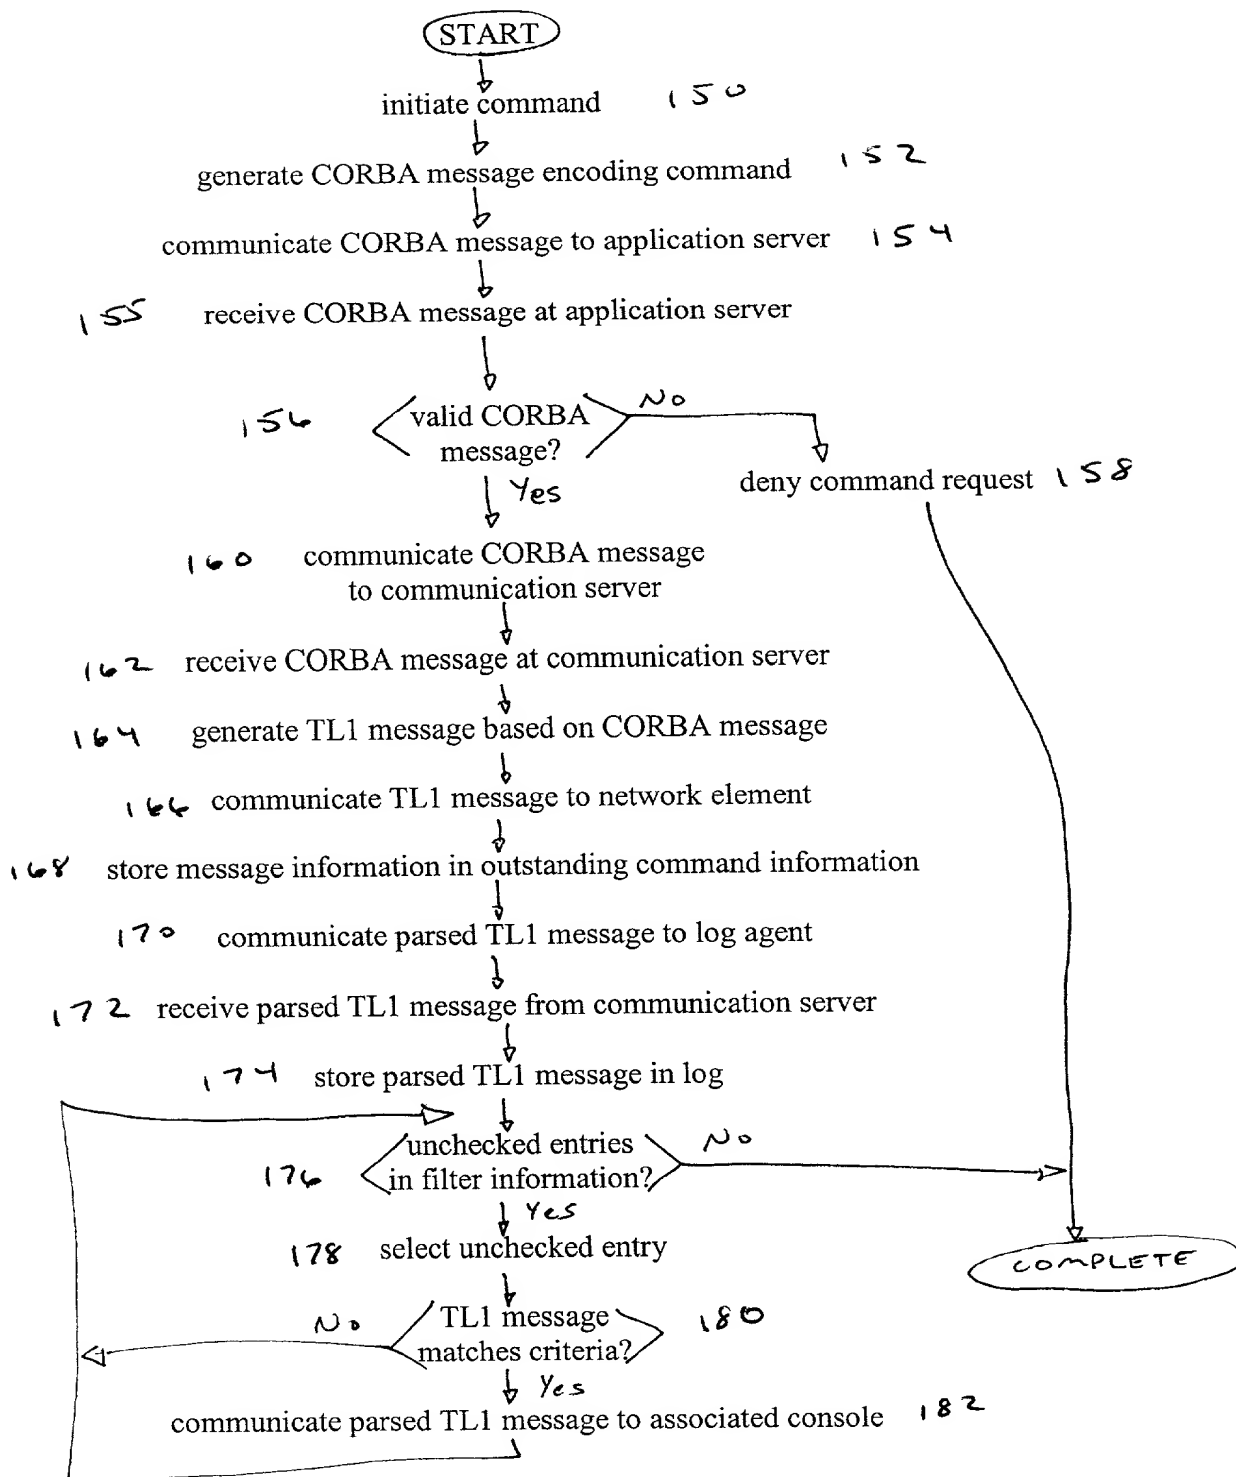 START
initiate command 150
generate CORBA message encoding command 152
communicate CORBA message to application server 154
155 receive CORBA message at application server
156 valid CORBA No
message?
deny command request 158
Yes
160 communicate CORBA message
to communication server
162 receive CORBA message at communication server
164 generate TL1 message based on CORBA message
166 communicate TL1 message to network element
168 store message information in outstanding command information
170 communicate parsed TL1 message to log agent
172 receive parsed TL1 message from communication server
174 store parsed TL1 message in log
unchecked entries No
176 in filter information?
Yes
178 select unchecked entry
COMPLETE
No TL1 message 180
matches criteria?
Yes
communicate parsed TL1 message to associated console 182